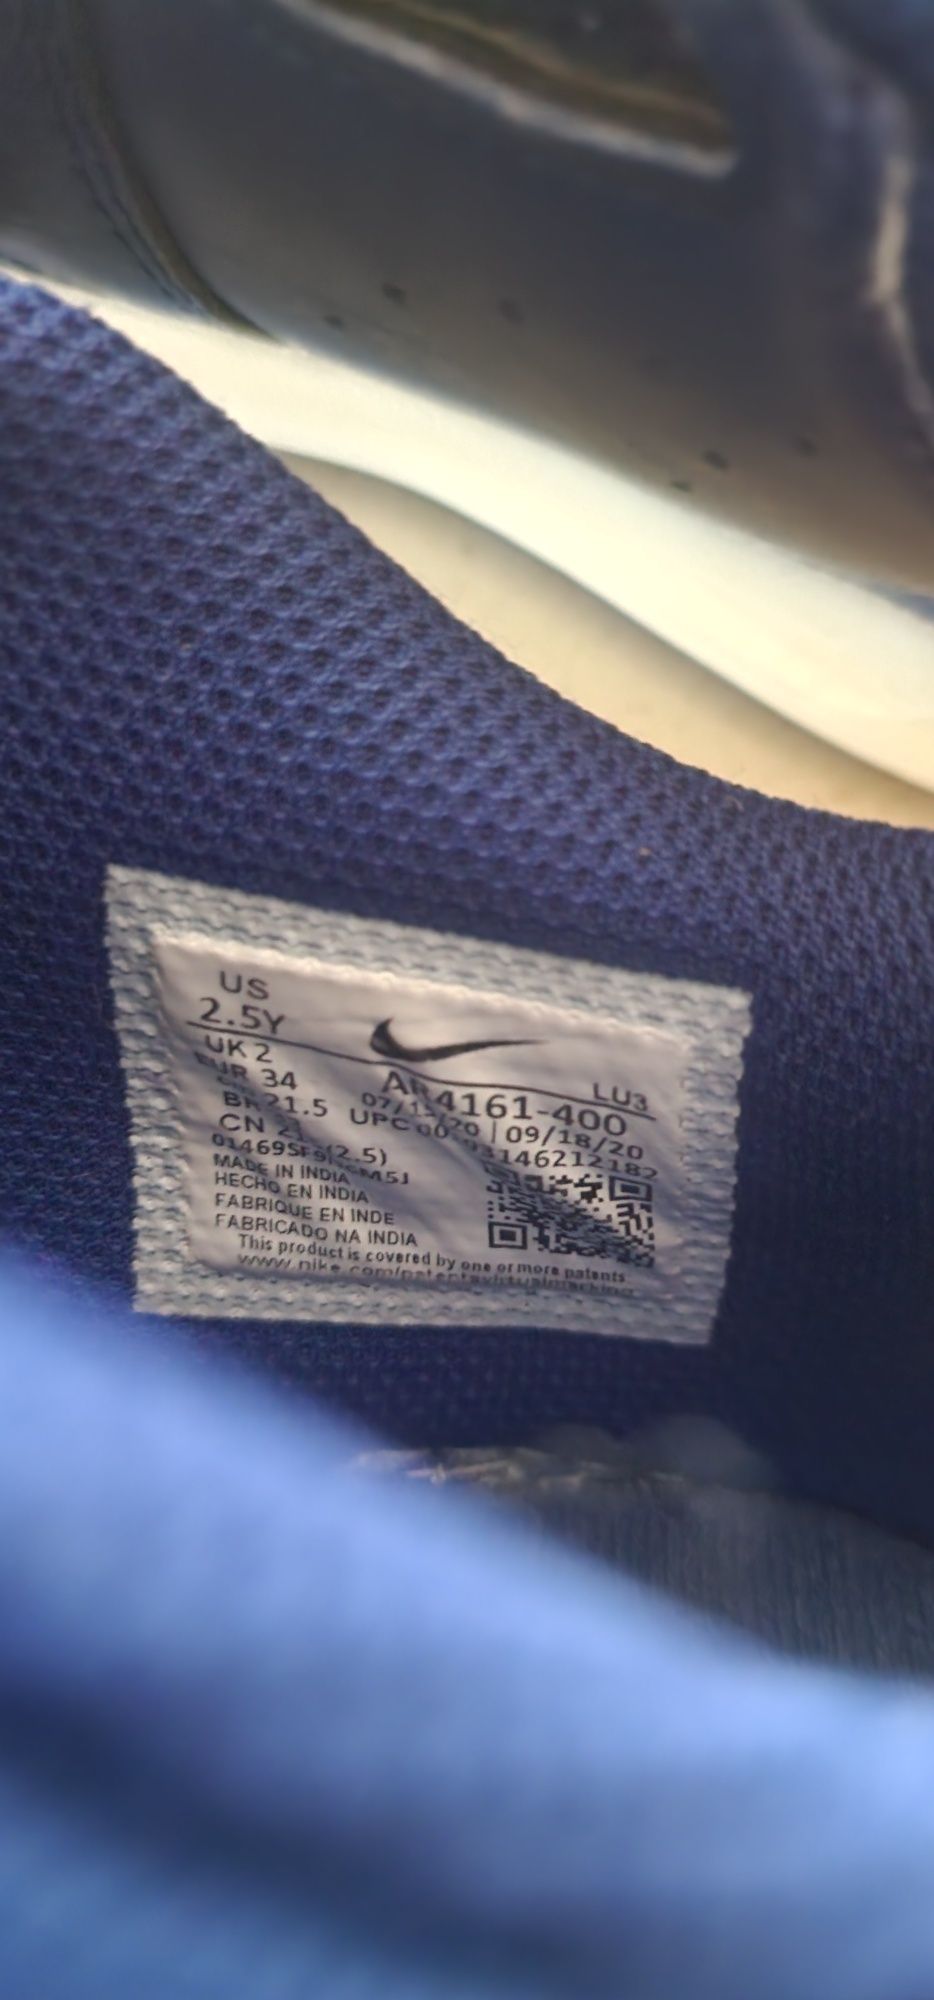 US
2.5Y
UK 2
LU3
EUR 34
AR4161-400
BR 21.5
09/18/20
UPC
CN
(2.5)
MADE IN INDIA
HECHO EN INDIA
FABRIQUE EN INDE
FABRICADO NA INDIA
This product is covered by one or more patents